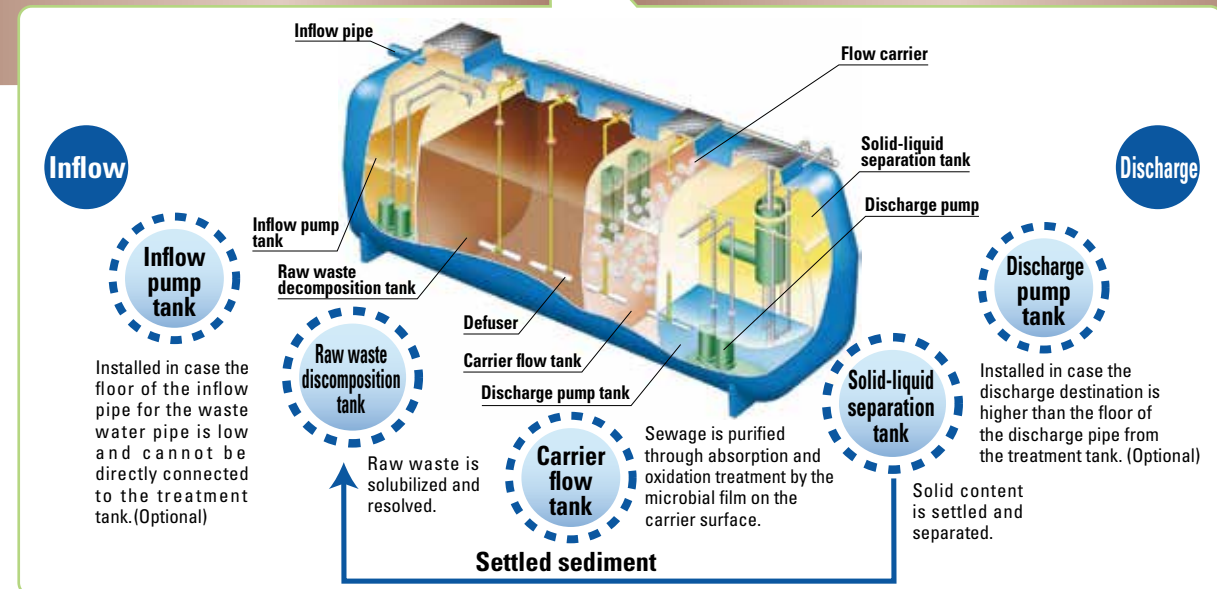 Inflow pipe
Flow carrier
Solid-liquid
separation tank
Discharge pump
Inflow
Discharge
Inflow pump
tank
Raw waste
decomposition tank
Defuser
Carrier flow tank
Discharge pump tank
Inflow
pump
tank
Installed in case the
floor of the inflow
pipe for the waste
water pipe is low
and cannot be
directly connected
to the treatment
tank.(Optional)
Raw waste
discomposition
tank
Raw waste is
solubilized and
resolved.
Carrier
flow
tank
Sewage is purified
through absorption and
oxidation treatment by the
microbial film on the
carrier surface.
Solid-liquid
separation
tank
Solid content
is settled and
separated.
Discharge
pump
tank
Installed in case the
discharge destination is
higher than the floor of
the discharge pipe from
the treatment tank. (Optional)
Settled sediment